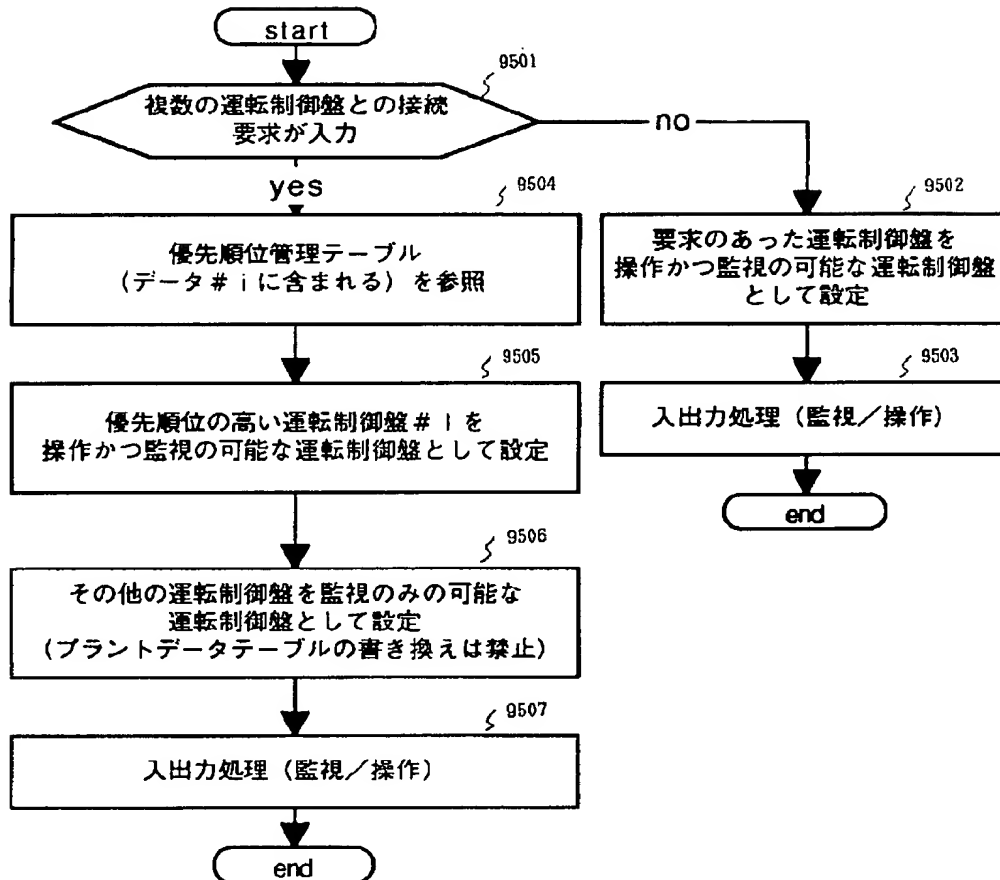 start
9501
複数の運転制御盤との接続
要求が入力
no
yes
9504
優先順位管理テーブル
(データ＃iに含まれる)を参照
9502
要求のあった運転制御盤を
操作かつ監視の可能な運転制御盤
として設定
9505
優先順位の高い運転制御盤＃lを
操作かつ監視の可能な運転制御盤として設定
9503
入出力処理(監視／操作)
end
9506
その他の運転制御盤を監視のみの可能な
運転制御盤として設定
(プラントデータテーブルの書き換えは禁止)
9507
入出力処理(監視／操作)
end